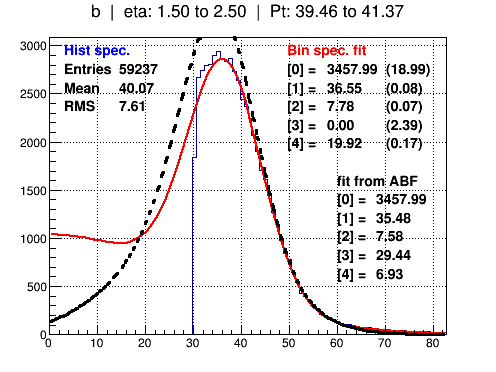 b | eta: 1.50 to 2.50 | Pt: 39.46 to 41.37
Hist spec.
Entries 59237
Mean 40.07
RMS 7.61
Bin spec. fit
[0] = 3457.99 (18.99)
[1] = 36.55 (0.08)
[2] = 7.78 (0.07)
[3] = 0.00 (2.39)
[4] = 19.92 (0.17)
fit from ABF
[0] = 3457.99
[1] = 35.48
[2] = 7.58
[3] = 29.44
[4] = 6.93
3000
2500
2000
1500
1000
500
0
0 10 20 30 40 50 60 70 80